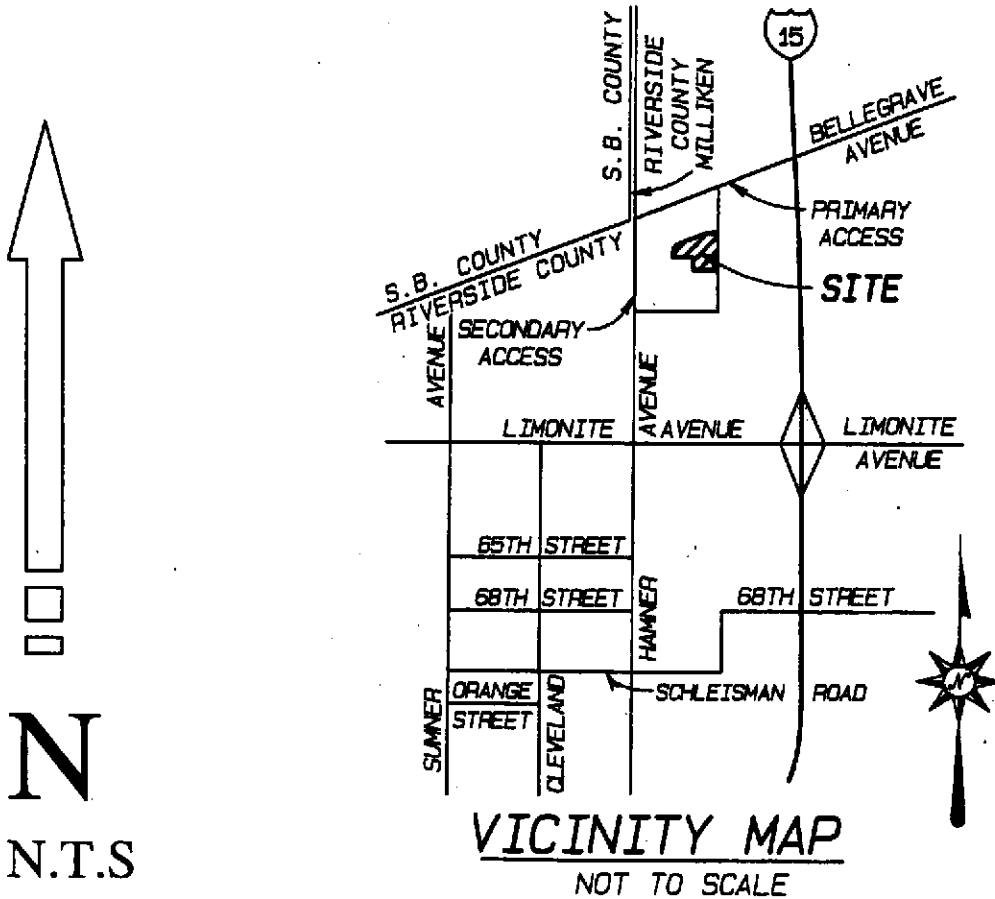 15
S.B. COUNTY
RIVERSIDE
COUNTY
MILLIKEN
BELLEGRAVE
AVENUE
PRIMARY
ACCESS
S.B. COUNTY
RIVERSIDE COUNTY
SITE
SECONDARY
ACCESS
AVENUE
AVENUE
LIMONITE AVENUE
LIMONITE
AVENUE
65TH STREET
68TH STREET
HAMNER
68TH STREET
SCHLEISMAN ROAD
ORANGE
STREET
SUMNER
CLEVELAND
N
N
N.T.S
VICINITY MAP
NOT TO SCALE